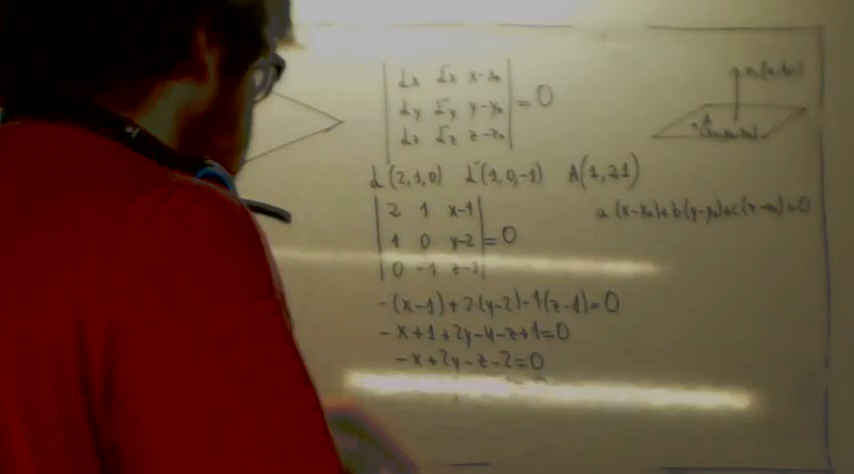 dx d̄x x-x₀
dy d̄y y-y₀ = 0
dz d̄z z-z₀
n(a,b,c)
A
d(2,1,0) d̄(1,0,-1) A(1,2,1)
a(x-x₀)+b(y-y₀)+c(z-z₀)=0
2 1 x-1
1 0 y-2 = 0
0 -1 z-1
-(x-1)+2(y-2)-1(z-1)=0
-x+1+2y-4-z+1=0
-x+2y-z-2=0